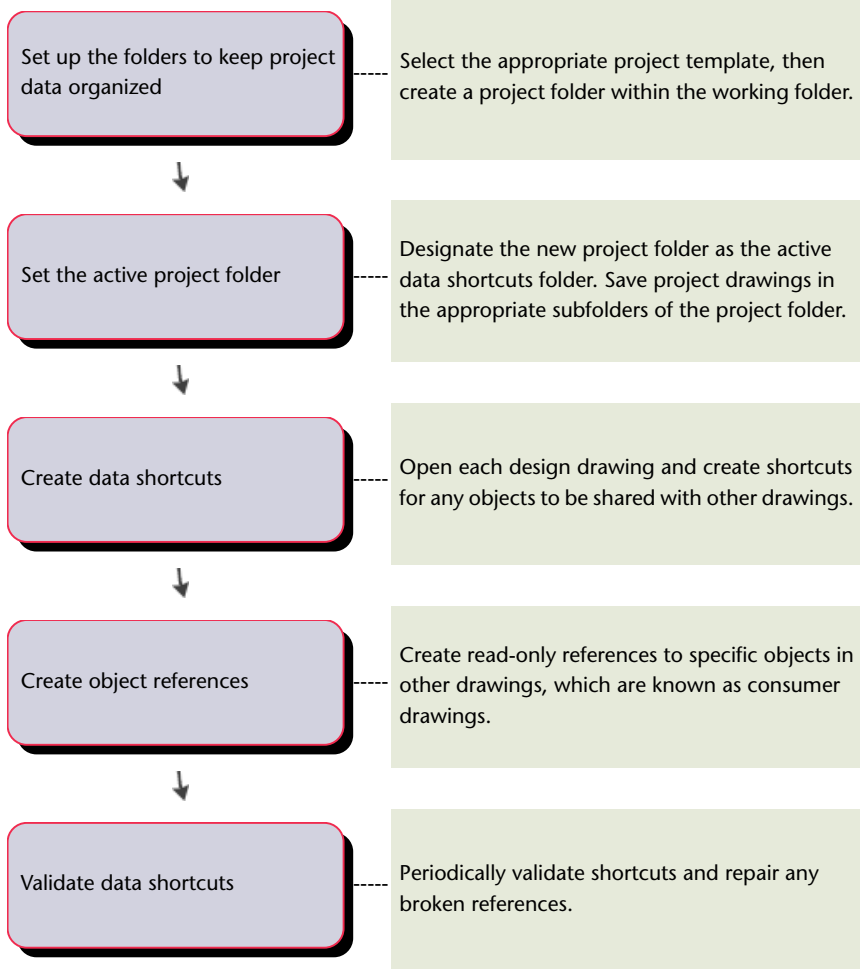 Set up the folders to keep project
data organized
Select the appropriate project template, then
create a project folder within the working folder.
Set the active project folder
Designate the new project folder as the active
data shortcuts folder. Save project drawings in
the appropriate subfolders of the project folder.
Create data shortcuts
Open each design drawing and create shortcuts
for any objects to be shared with other drawings.
Create object references
Create read-only references to specific objects in
other drawings, which are known as consumer
drawings.
Validate data shortcuts
Periodically validate shortcuts and repair any
broken references.